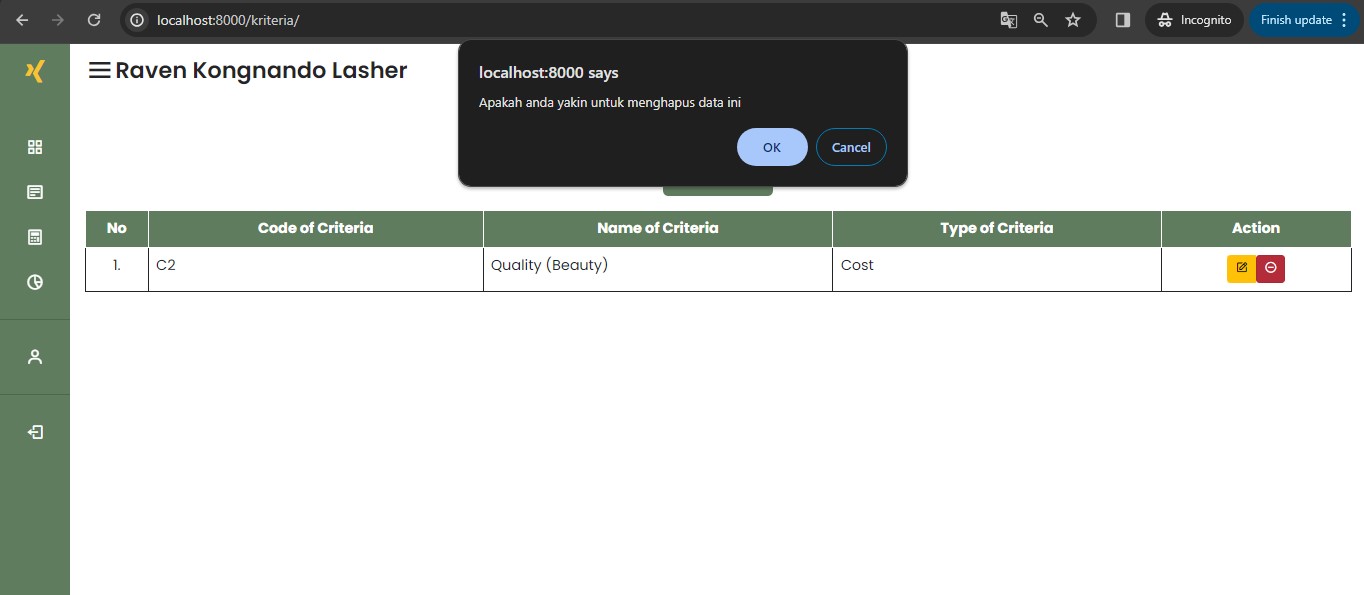 localhost:8000/kriteria/
Incognito
Finish update
Raven Kongnando Lasher
localhost:8000 says
Apakah anda yakin untuk menghapus data ini
OK
Cancel
No Code of Criteria Name of Criteria Type of Criteria Action
1. C2 Quality (Beauty) Cost